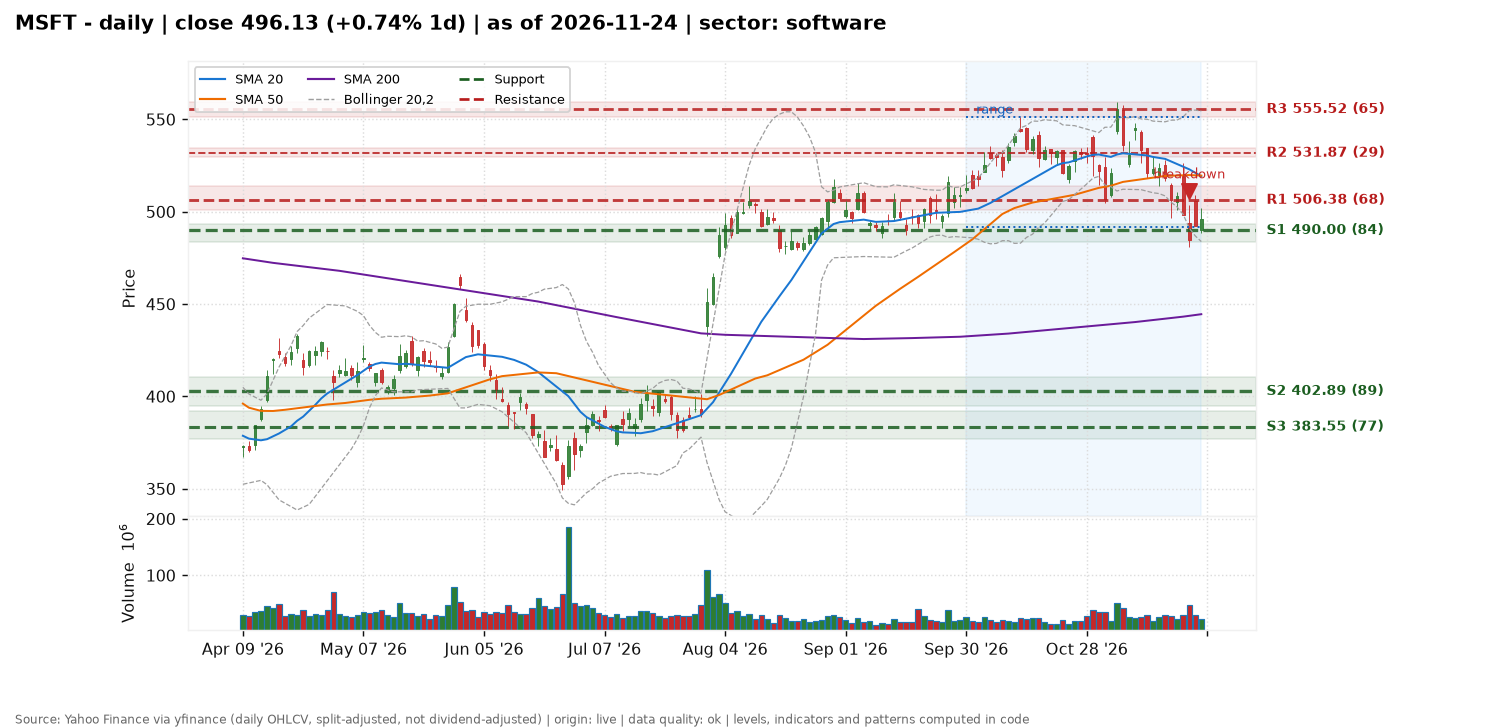 MSFT - daily | close 496.13 (+0.74% 1d) | as of 2026-11-24 | sector: software
SMA 20
SMA 50
SMA 200
Bollinger 20,2
Support
Resistance
range
breakdown
R3 555.52 (65)
R2 531.87 (29)
R1 506.38 (68)
S1 490.00 (84)
S2 402.89 (89)
S3 383.55 (77)
Price
550
500
450
400
350
Volume 10⁶
200
100
Apr 09 '26
May 07 '26
Jun 05 '26
Jul 07 '26
Aug 04 '26
Sep 01 '26
Sep 30 '26
Oct 28 '26
Source: Yahoo Finance via yfinance (daily OHLCV, split-adjusted, not dividend-adjusted) | origin: live | data quality: ok | levels, indicators and patterns computed in code